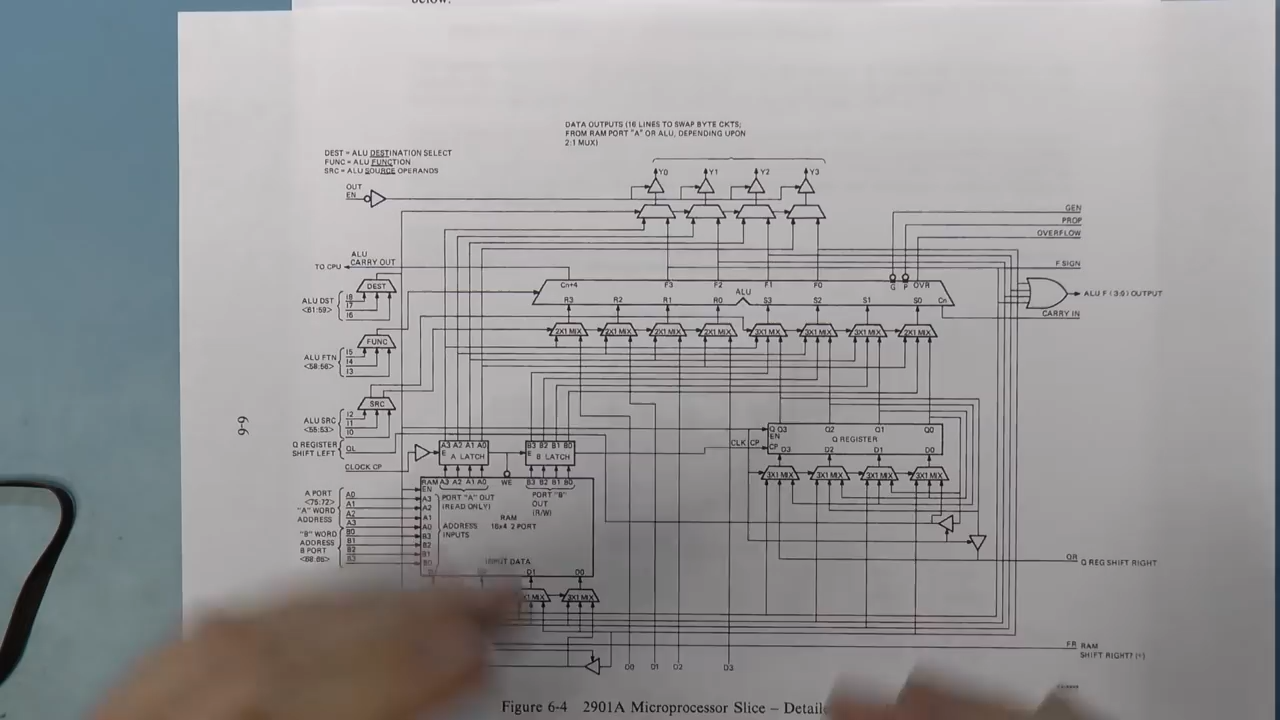 below.
DATA OUTPUTS (16 LINES TO SWAP BYTE CKTS;
FROM RAM PORT "A" OR ALU, DEPENDING UPON
2:1 MUX)
DEST = ALU DESTINATION SELECT
FUNC = ALU FUNCTION
SRC = ALU SOURCE OPERANDS
Y0 Y1 Y2 Y3
OUT
EN
GEN
PROP
OVERFLOW
F SIGN
ALU
CARRY OUT
TO CPU
DEST
ALU DST
<61:59>
I8
I7
I6
Cn+4 F3 F2 F1 F0 G P OVR
ALU
R3 R2 R1 R0 S3 S2 S1 S0 Cn
ALU F (3:0) OUTPUT
CARRY IN
2X1 MIX 2X1 MIX 2X1 MIX 2X1 MIX 3X1 MIX 3X1 MIX 3X1 MIX 2X1 MIX
FUNC
ALU FTN
<58:56>
I5
I4
I3
SRC
ALU SRC
<55:53>
I2
I1
I0
Q REGISTER
SHIFT LEFT
QL
CLOCK CP
A3 A2 A1 A0
E
A LATCH
B3 B2 B1 B0
E
B LATCH
CLK CP
Q Q3 Q2 Q1 Q0
EN
Q REGISTER
CP
D3 D2 D1 D0
3X1 MIX 3X1 MIX 3X1 MIX 3X1 MIX
WE
RAM A3 A2 A1 A0 B3 B2 B1 B0
EN
PORT "A" OUT
(READ ONLY)
PORT "B"
OUT
(R/W)
RAM
16x4 2 PORT
ADDRESS
INPUTS
A3
A2
A1
A0
B3
B2
B1
B0
A PORT
<75:72>
"A" WORD
ADDRESS
"B" WORD
ADDRESS
B PORT
<68:65>
A0
A1
A2
A3
B0
B1
B2
B3
INPUT DATA
D1 D0
3X1 MIX
QR Q REG SHIFT RIGHT
FR RAM
SHIFT RIGHT? (÷)
D0 D1 D2 D3
6-9
Figure 6-4 2901A Microprocessor Slice – Detaile